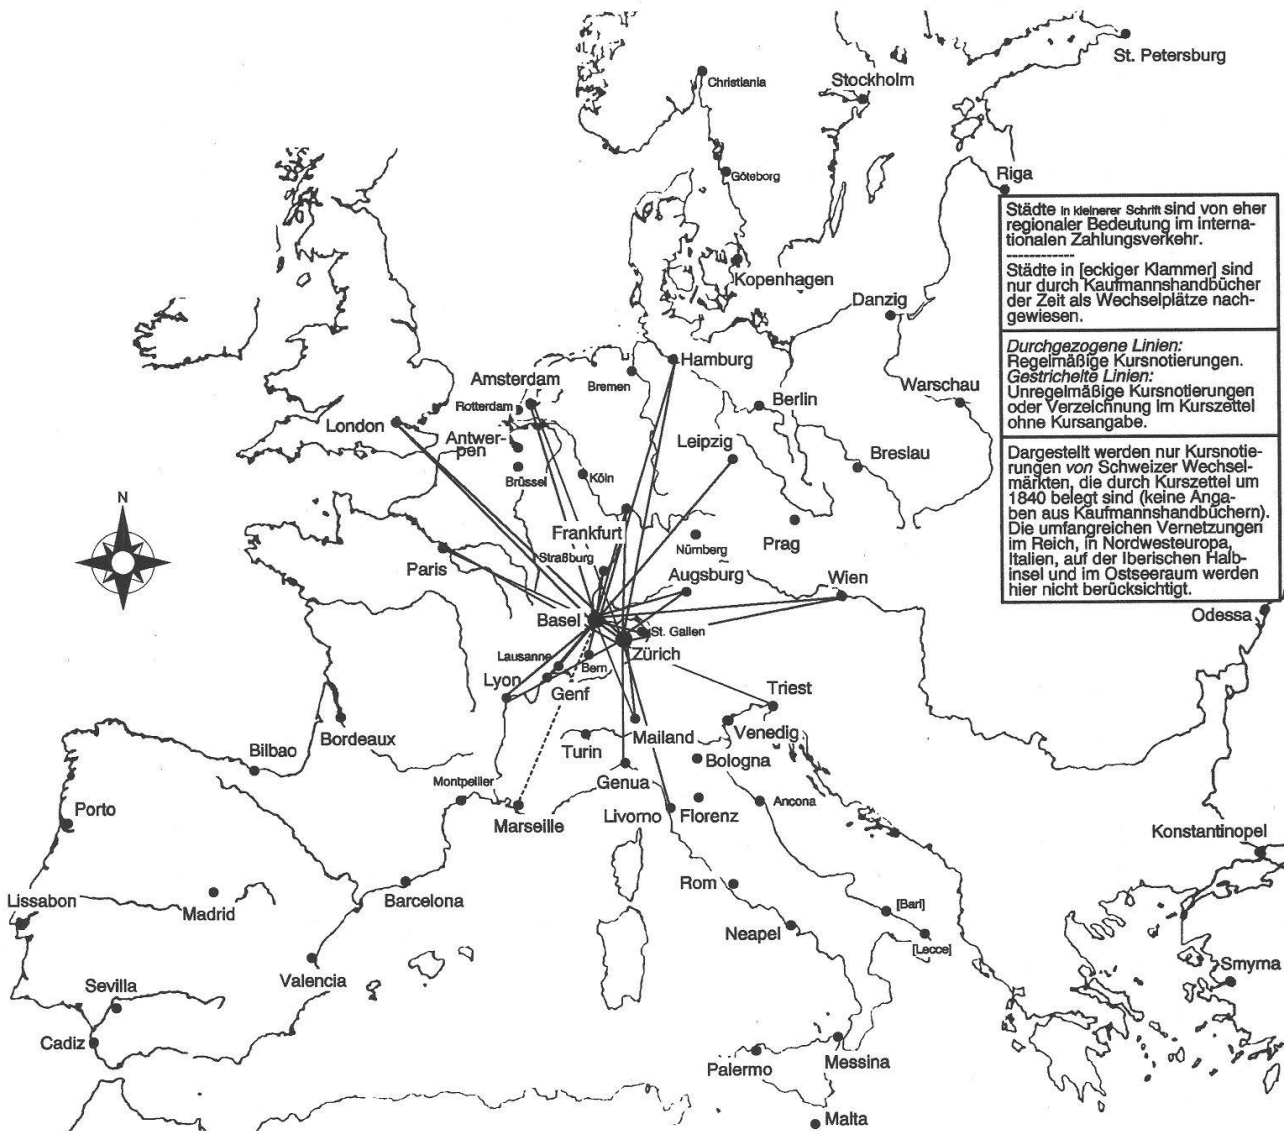 St. Petersburg
Christiania
Stockholm
Göteborg
Riga
Städte in kleinerer Schrift sind von eher
regionaler Bedeutung im interna-
tionalen Zahlungsverkehr.
------------
Städte in [eckiger Klammer] sind
nur durch Kaufmannshandbücher
der Zeit als Wechselplätze nach-
gewiesen.
Durchgezogene Linien:
Regelmäßige Kursnotierungen.
Gestrichelte Linien:
Unregelmäßige Kursnotierungen
oder Verzeichnung im Kurszettel
ohne Kursangabe.
Dargestellt werden nur Kursnotie-
rungen von Schweizer Wechsel-
märkten, die durch Kurszettel um
1840 belegt sind (keine Anga-
ben aus Kaufmannshandbüchern).
Die umfangreichen Vernetzungen
im Reich, in Nordwesteuropa,
Italien, auf der Iberischen Halb-
insel und im Ostseeraum werden
hier nicht berücksichtigt.
Kopenhagen
Danzig
Hamburg
Bremen
Amsterdam
Rotterdam
Warschau
Berlin
London
Antwer-
pen
Leipzig
Breslau
Brüssel
Köln
N
Frankfurt
Nürnberg
Prag
Straßburg
Paris
Augsburg
Wien
Odessa
Basel
St. Gallen
Zürich
Lausanne
Bern
Lyon
Genf
Triest
Bordeaux
Mailand
Venedig
Bilbao
Turin
Bologna
Montpellier
Genua
Porto
Marseille
Livorno
Florenz
Ancona
Konstantinopel
Rom
Lissabon
Madrid
Barcelona
[Bari]
Neapel
[Lecce]
Valencia
Smyrna
Sevilla
Cadiz
Palermo
Messina
Malta